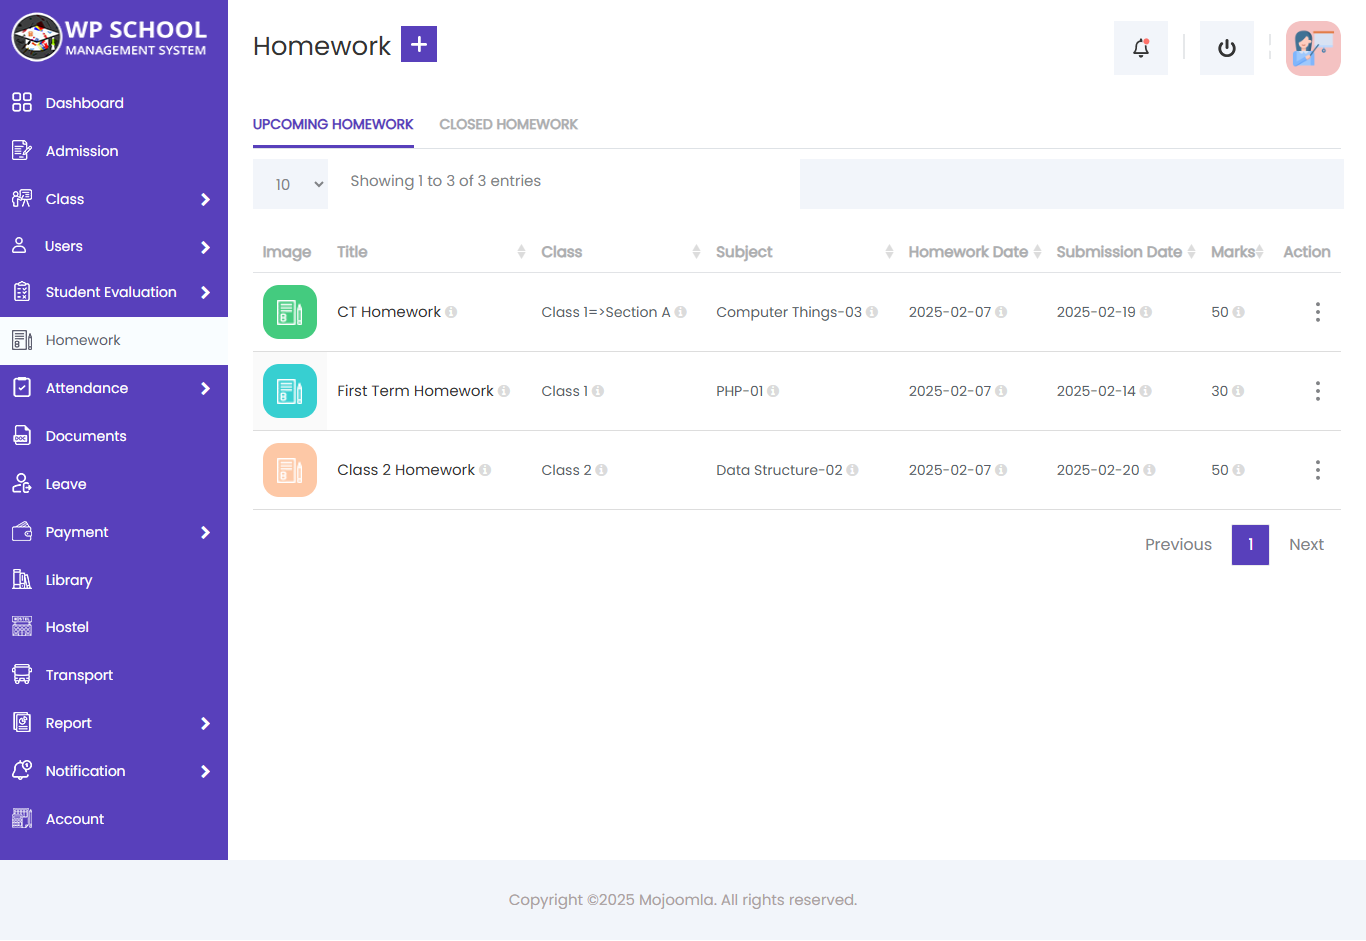 WP SCHOOL
MANAGEMENT SYSTEM
Dashboard
Admission
Class
Users
Student Evaluation
Homework
Attendance
Documents
Leave
Payment
Library
Hostel
Transport
Report
Notification
Account
Homework +
UPCOMING HOMEWORK CLOSED HOMEWORK
10 Showing 1 to 3 of 3 entries
Image Title Class Subject Homework Date Submission Date Marks Action
CT Homework Class 1=>Section A Computer Things-03 2025-02-07 2025-02-19 50
First Term Homework Class 1 PHP-01 2025-02-07 2025-02-14 30
Class 2 Homework Class 2 Data Structure-02 2025-02-07 2025-02-20 50
Previous 1 Next
Copyright ©2025 Mojoomla. All rights reserved.